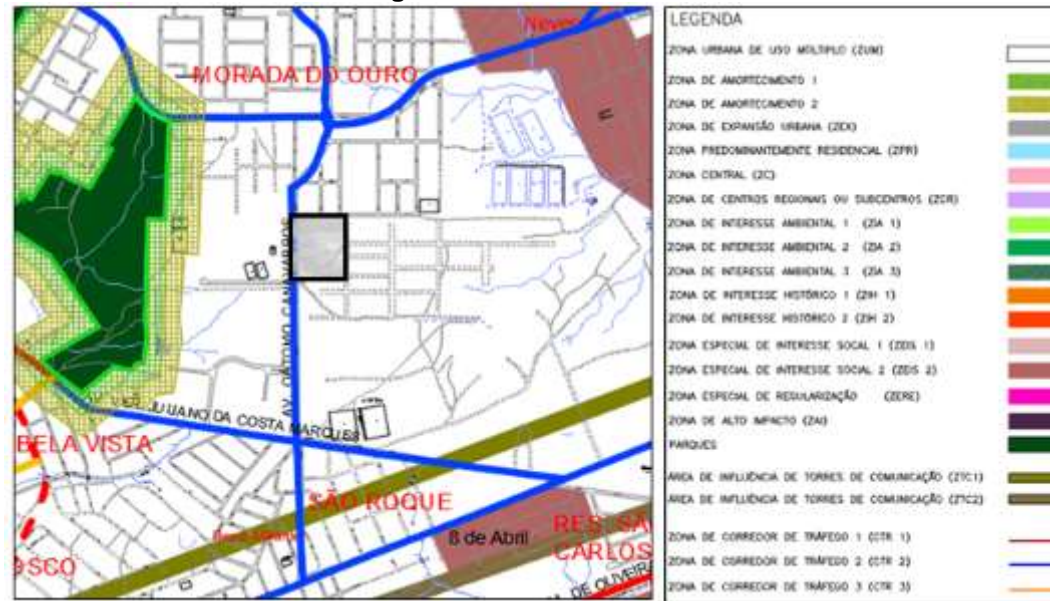 Neves
MORADA DO OURO
JULIANO DA COSTA MARQUES
BELA VISTA
SÃO ROQUE
8 de Abril
CARLOS
DE OLIVEIRA
LEGENDA
ZONA URBANA DE USO MÚLTIPLO (ZUM)
ZONA DE AMORTECIMENTO 1
ZONA DE AMORTECIMENTO 2
ZONA DE EXPANSÃO URBANA (ZEX)
ZONA PREDOMINANTEMENTE RESIDENCIAL (ZPR)
ZONA CENTRAL (ZC)
ZONA DE CENTROS REGIONAIS OU SUBCENTROS (ZCR)
ZONA DE INTERESSE AMBIENTAL 1 (ZIA 1)
ZONA DE INTERESSE AMBIENTAL 2 (ZIA 2)
ZONA DE INTERESSE AMBIENTAL 3 (ZIA 3)
ZONA DE INTERESSE HISTÓRICO 1 (ZIH 1)
ZONA DE INTERESSE HISTÓRICO 2 (ZIH 2)
ZONA ESPECIAL DE INTERESSE SOCAL 1 (ZEIS 1)
ZONA ESPECIAL DE INTERESSE SOCIAL 2 (ZEIS 2)
ZONA ESPECIAL DE REGULARIZAÇÃO (ZERE)
ZONA DE ALTO IMPACTO (ZAI)
PARQUES
ÁREA DE INFLUÊNCIA DE TORRES DE COMUNICAÇÃO (ZTC1)
ÁREA DE INFLUÊNCIA DE TORRES DE COMUNICAÇÃO (ZTC2)
ZONA DE CORREDOR DE TRÁFEGO 1 (CTR 1)
ZONA DE CORREDOR DE TRÁFEGO 2 (CTR 2)
ZONA DE CORREDOR DE TRÁFEGO 3 (CTR 3)